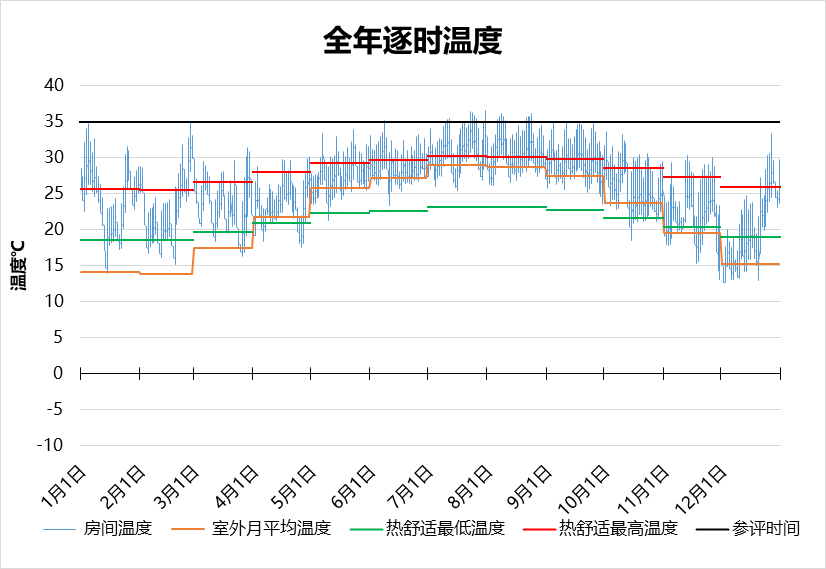 全年逐时温度
温度℃
40
35
30
25
20
15
10
5
0
-5
-10
1月1日
2月1日
3月1日
4月1日
5月1日
6月1日
7月1日
8月1日
9月1日
10月1日
11月1日
12月1日
房间温度
室外月平均温度
热舒适最低温度
热舒适最高温度
参评时间